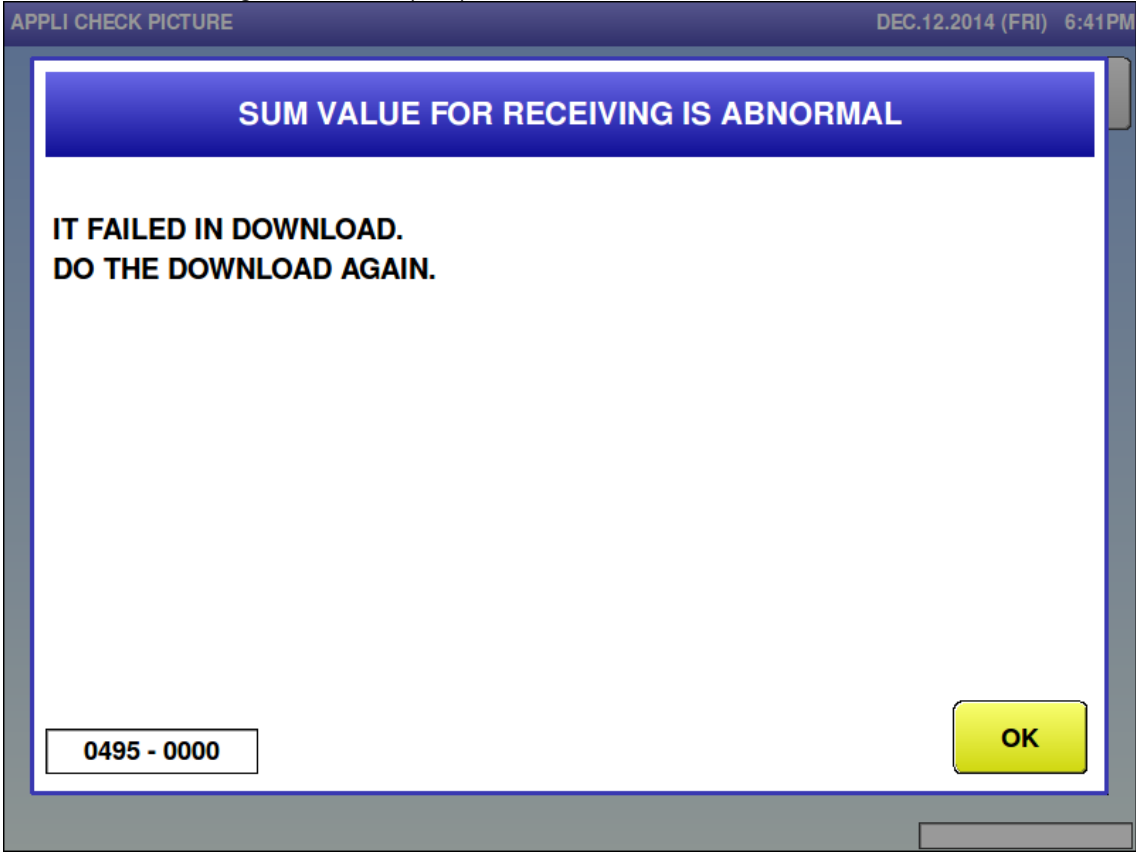 APPLI CHECK PICTURE DEC.12.2014 (FRI) 6:41PM
SUM VALUE FOR RECEIVING IS ABNORMAL
IT FAILED IN DOWNLOAD.
DO THE DOWNLOAD AGAIN.
0495 - 0000
OK